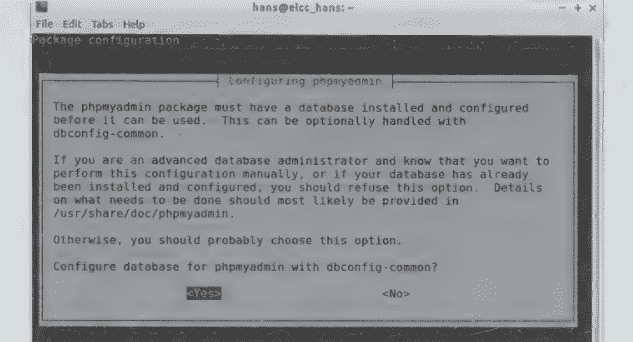 hans@elcc_hans: ~
File Edit Tabs Help
Package configuration
Configuring phpmyadmin
The phpmyadmin package must have a database installed and configured
before it can be used. This can be optionally handled with
dbconfig-common.
If you are an advanced database administrator and know that you want to
perform this configuration manually, or if your database has already
been installed and configured, you should refuse this option. Details
on what needs to be done should most likely be provided in
/usr/share/doc/phpmyadmin.
Otherwise, you should probably choose this option.
Configure database for phpmyadmin with dbconfig-common?
<Yes> <No>